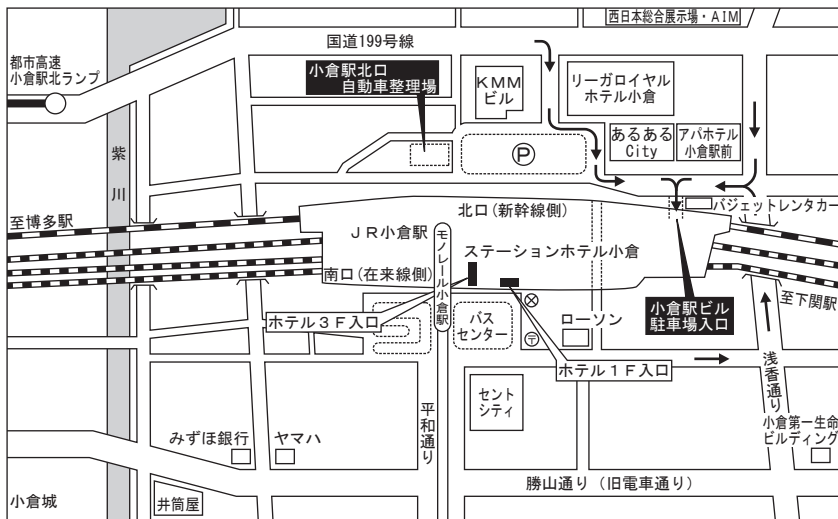 西日本総合展示場・AIM
国道199号線
都市高速
小倉駅北ランプ
小倉駅北口
自動車整理場
KMM
ビル
リーガロイヤル
ホテル小倉
あるある
City
アパホテル
小倉駅前
P
紫川
北口(新幹線側)
バジェットレンタカー
至博多駅
JR小倉駅
モノレール小倉駅
ステーションホテル小倉
南口(在来線側)
小倉駅ビル
駐車場入口
至下関駅
ホテル3F入口
バス
センター
ローソン
〒
ホテル1F入口
浅香通り
セント
シティ
平和通り
みずほ銀行
ヤマハ
小倉第一生命
ビルディング
勝山通り(旧電車通り)
小倉城
井筒屋